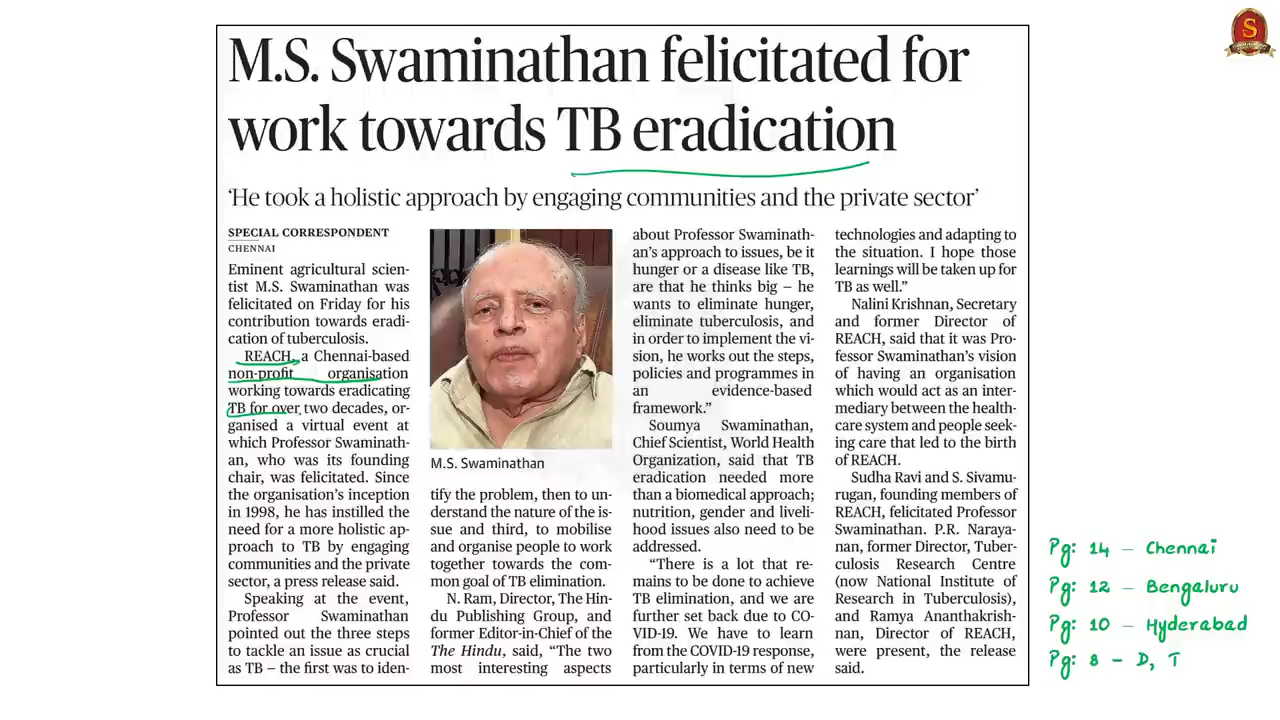 M.S. Swaminathan felicitated for
work towards TB eradication
‘He took a holistic approach by engaging communities and the private sector’
SPECIAL CORRESPONDENT
CHENNAI
Eminent agricultural scien-
tist M.S. Swaminathan was
felicitated on Friday for his
contribution towards eradi-
cation of tuberculosis.
REACH, a Chennai-based
non-profit organisation
working towards eradicating
TB for over two decades, or-
ganised a virtual event at
which Professor Swaminath-
an, who was its founding
chair, was felicitated. Since
the organisation’s inception
in 1998, he has instilled the
need for a more holistic ap-
proach to TB by engaging
communities and the private
sector, a press release said.
Speaking at the event,
Professor Swaminathan
pointed out the three steps
to tackle an issue as crucial
as TB — the first was to iden-
M.S. Swaminathan
tify the problem, then to un-
derstand the nature of the is-
sue and third, to mobilise
and organise people to work
together towards the com-
mon goal of TB elimination.
N. Ram, Director, The Hin-
du Publishing Group, and
former Editor-in-Chief of the
The Hindu, said, “The two
most interesting aspects
about Professor Swaminath-
an’s approach to issues, be it
hunger or a disease like TB,
are that he thinks big — he
wants to eliminate hunger,
eliminate tuberculosis, and
in order to implement the vi-
sion, he works out the steps,
policies and programmes in
an evidence-based
framework.”
Soumya Swaminathan,
Chief Scientist, World Health
Organization, said that TB
eradication needed more
than a biomedical approach;
nutrition, gender and liveli-
hood issues also need to be
addressed.
“There is a lot that re-
mains to be done to achieve
TB elimination, and we are
further set back due to CO-
VID-19. We have to learn
from the COVID-19 response,
particularly in terms of new
technologies and adapting to
the situation. I hope those
learnings will be taken up for
TB as well.”
Nalini Krishnan, Secretary
and former Director of
REACH, said that it was Pro-
fessor Swaminathan’s vision
of having an organisation
which would act as an inter-
mediary between the health-
care system and people seek-
ing care that led to the birth
of REACH.
Sudha Ravi and S. Sivamu-
rugan, founding members of
REACH, felicitated Professor
Swaminathan. P.R. Naraya-
nan, former Director, Tuber-
culosis Research Centre
(now National Institute of
Research in Tuberculosis),
and Ramya Ananthakrish-
nan, Director of REACH,
were present, the release
said.
S
Pg: 14 – Chennai
Pg: 12 – Bengaluru
Pg: 10 – Hyderabad
Pg: 8 – D, T